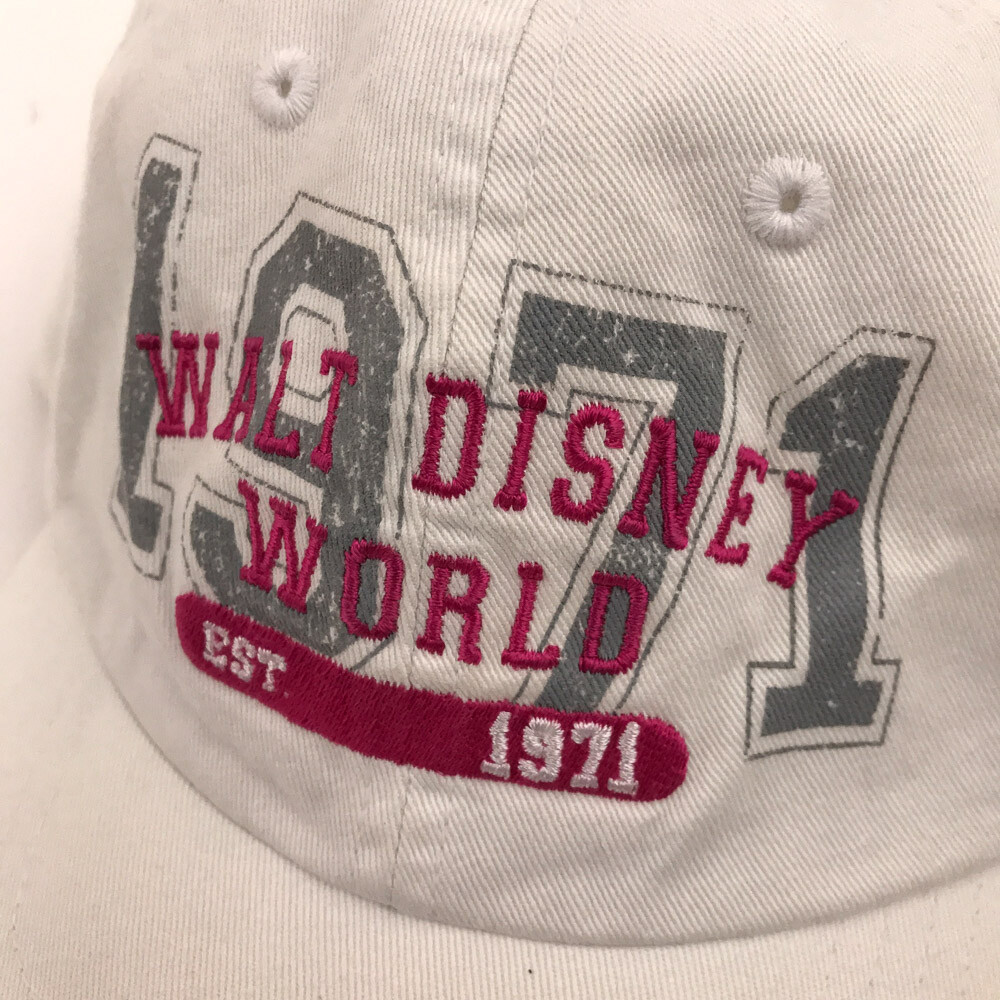 1971
WALT DISNEY
WORLD
EST. 1971